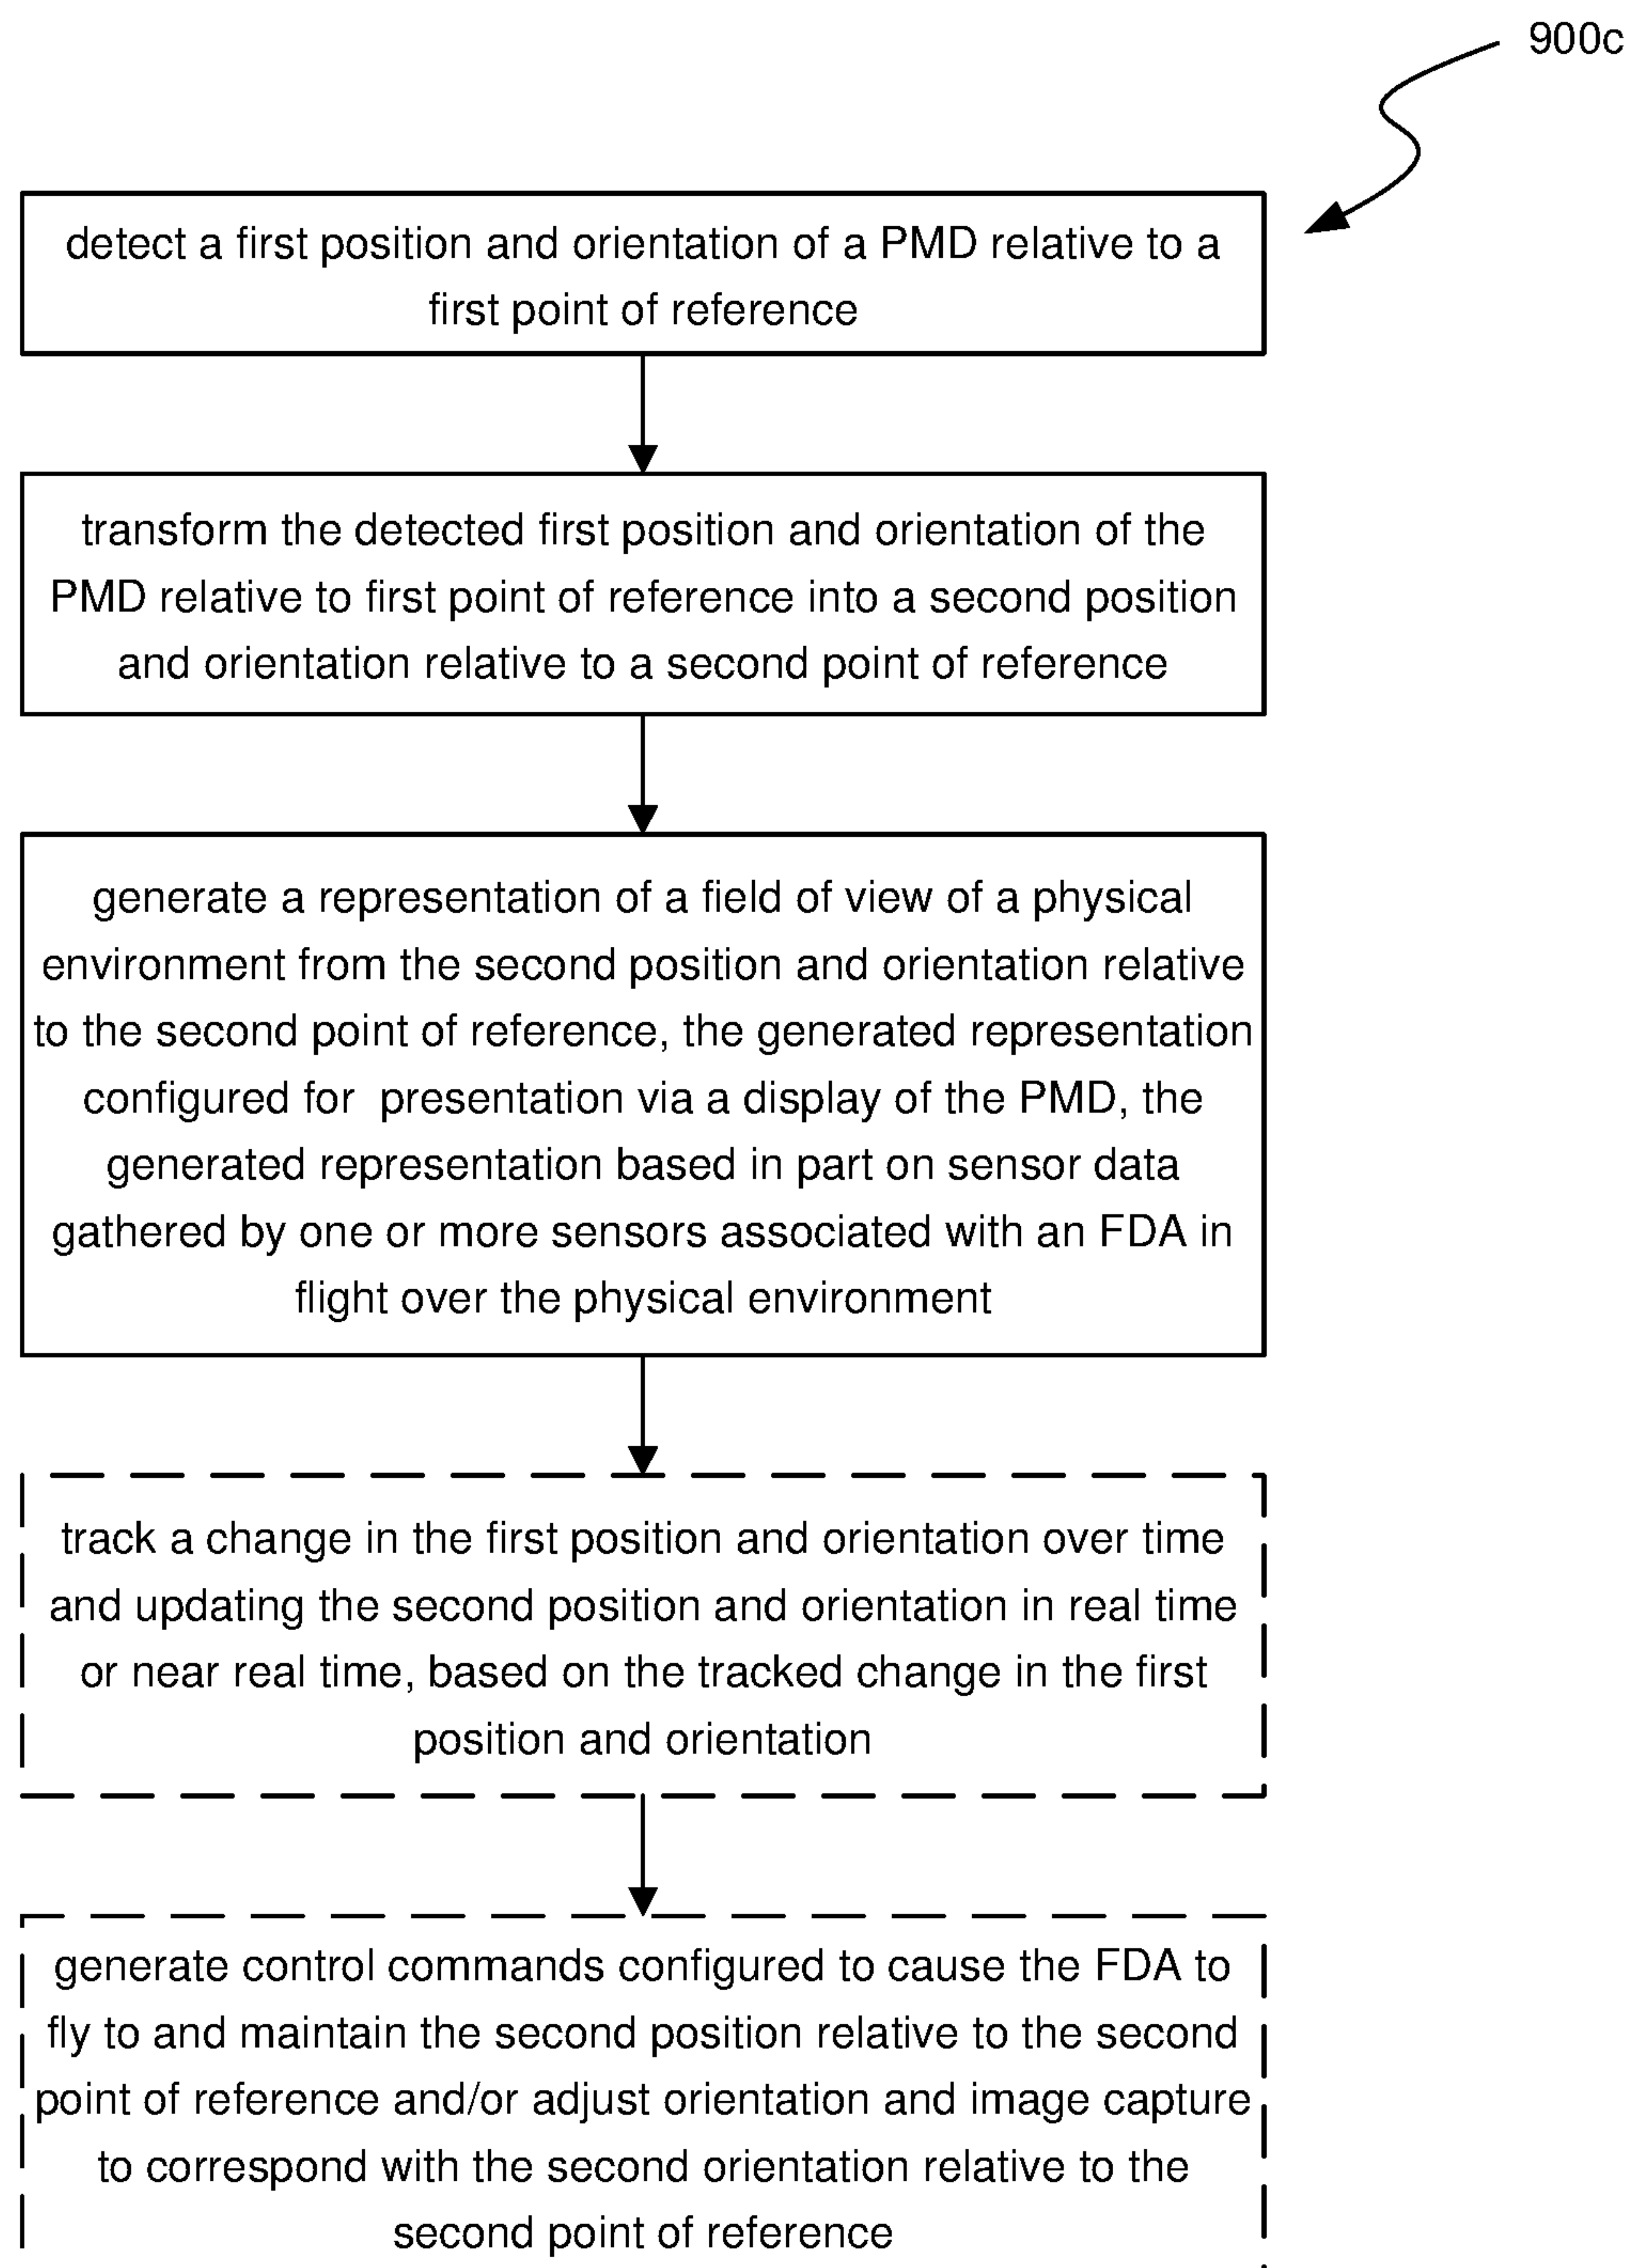 900c
detect a first position and orientation of a PMD relative to a
first point of reference
transform the detected first position and orientation of the
PMD relative to first point of reference into a second position
and orientation relative to a second point of reference
generate a representation of a field of view of a physical
environment from the second position and orientation relative
to the second point of reference, the generated representation
configured for presentation via a display of the PMD, the
generated representation based in part on sensor data
gathered by one or more sensors associated with an FDA in
flight over the physical environment
track a change in the first position and orientation over time
and updating the second position and orientation in real time
or near real time, based on the tracked change in the first
position and orientation
generate control commands configured to cause the FDA to
fly to and maintain the second position relative to the second
point of reference and/or adjust orientation and image capture
to correspond with the second orientation relative to the
second point of reference